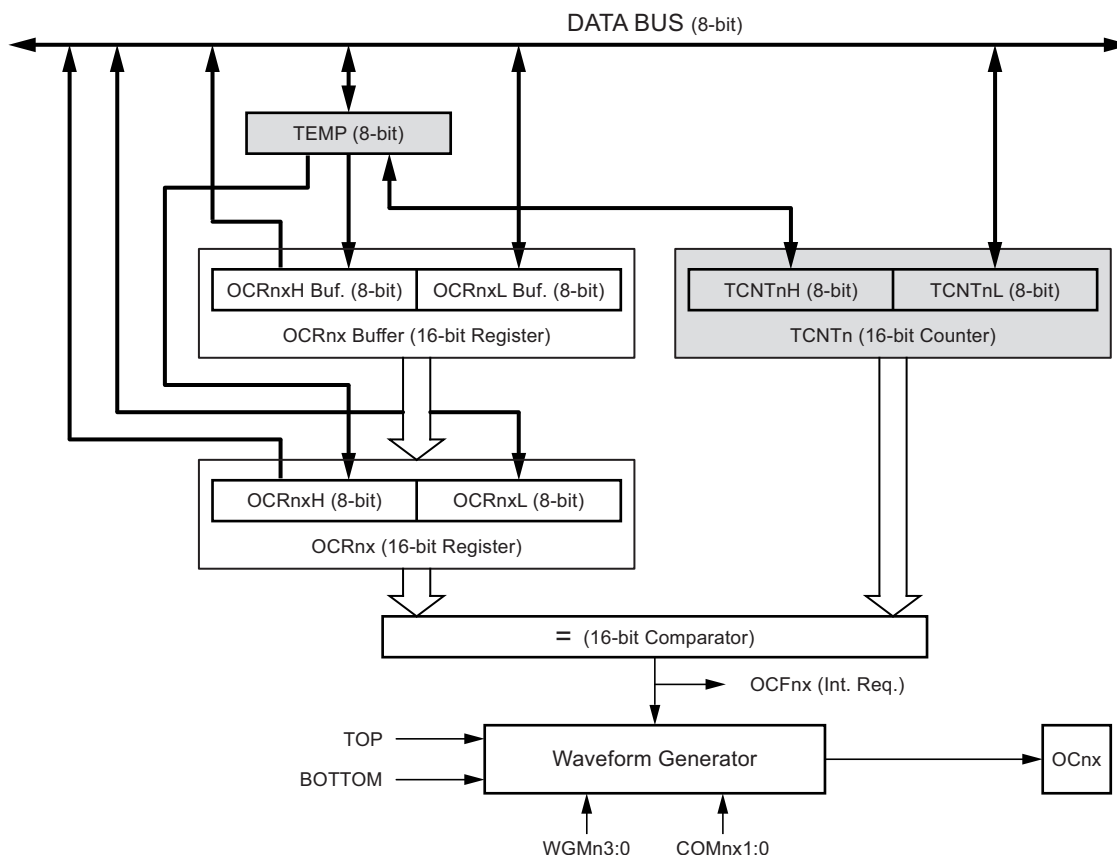 DATA BUS (8-bit)
TEMP (8-bit)
OCRnxH Buf. (8-bit)
OCRnxL Buf. (8-bit)
TCNTnH (8-bit)
TCNTnL (8-bit)
OCRnx Buffer (16-bit Register)
TCNTn (16-bit Counter)
OCRnxH (8-bit)
OCRnxL (8-bit)
OCRnx (16-bit Register)
= (16-bit Comparator)
OCFnx (Int. Req.)
TOP
Waveform Generator
OCnx
BOTTOM
WGMn3:0
COMnx1:0